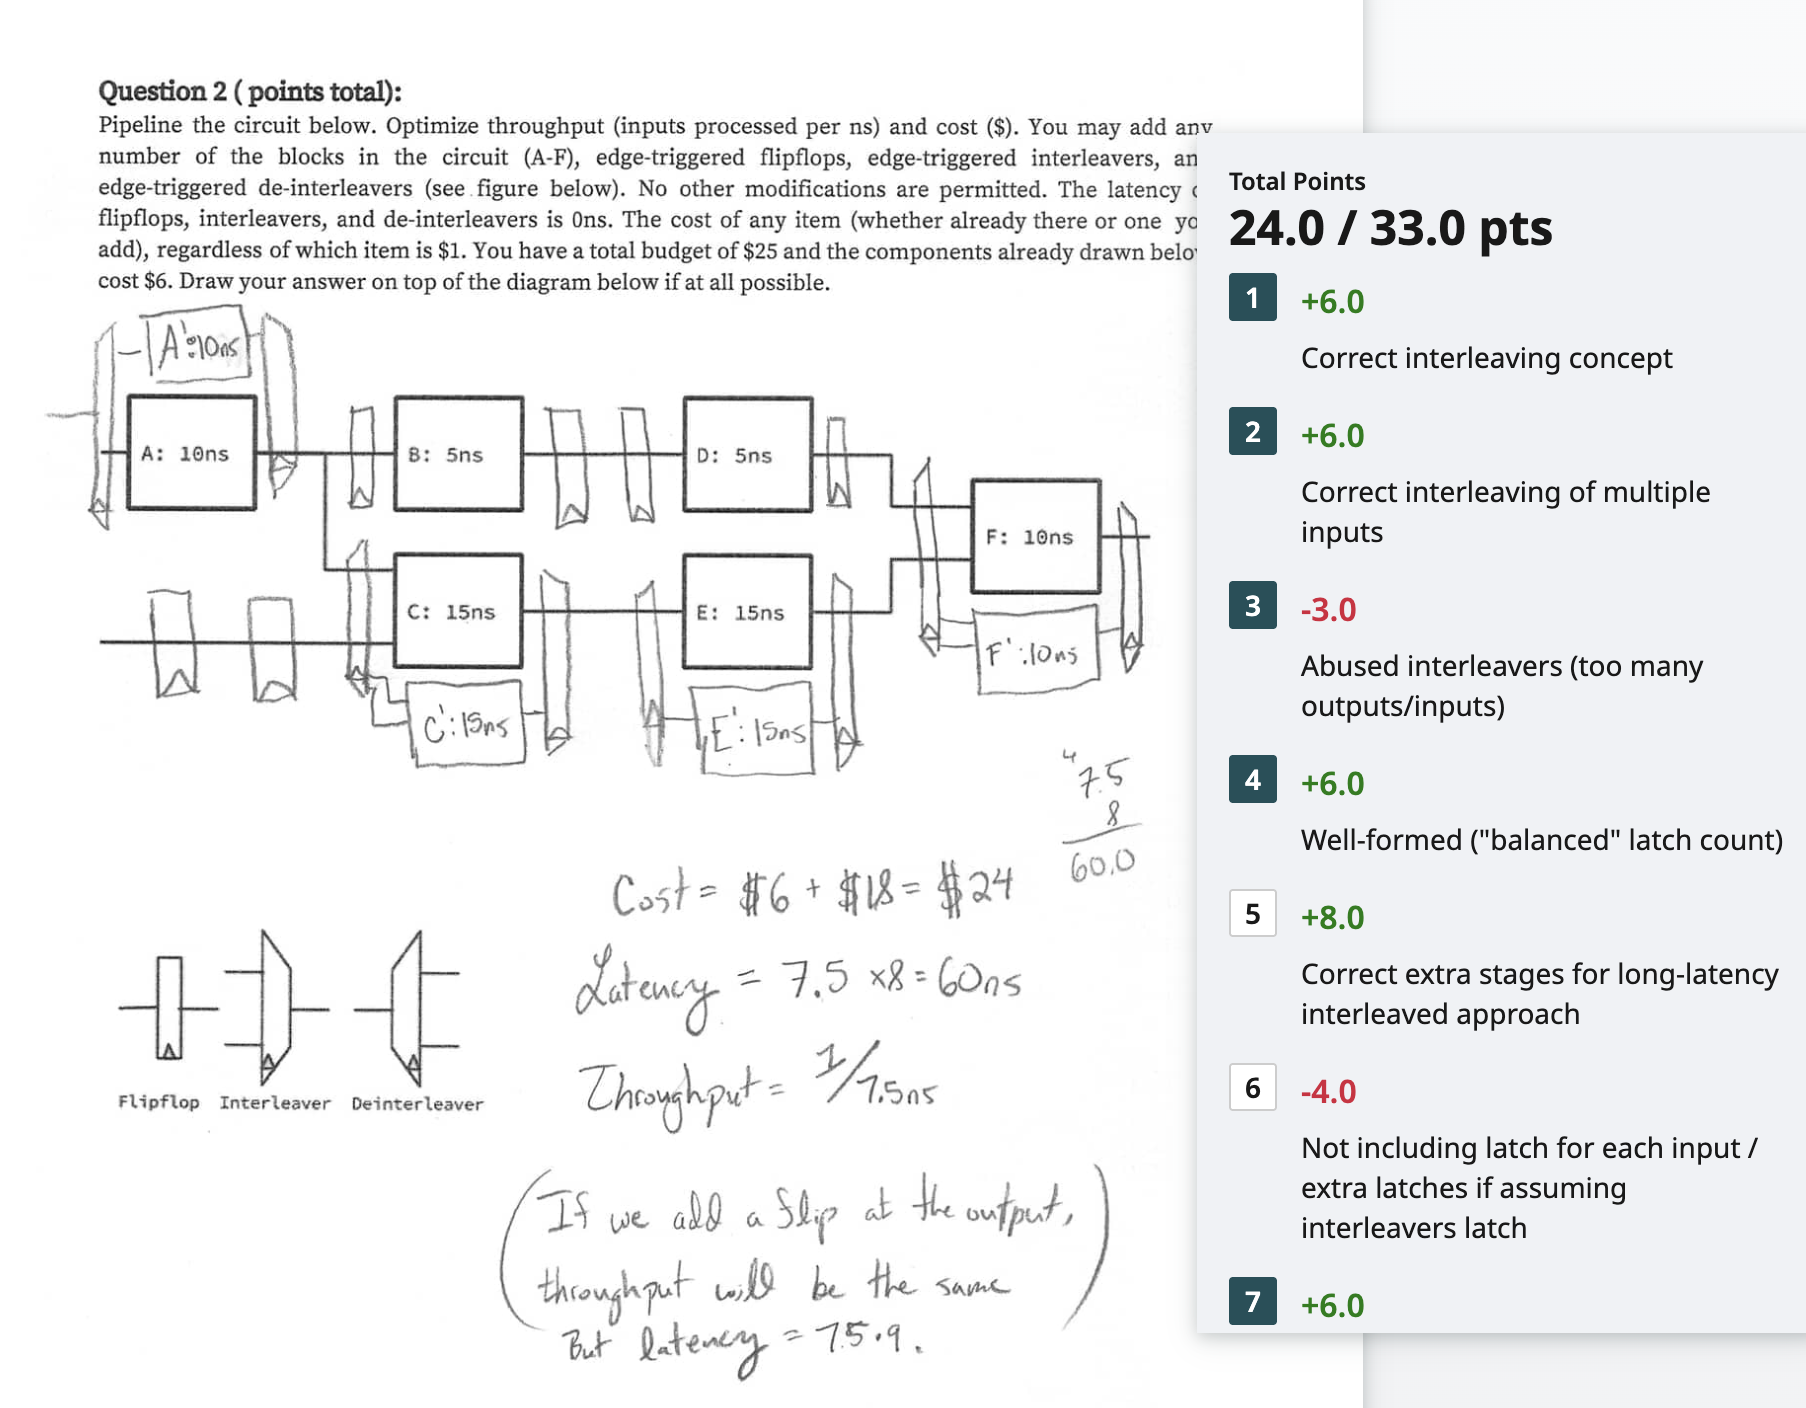 Question 2 ( points total):
Pipeline the circuit below. Optimize throughput (inputs processed per ns) and cost ($). You may add any
number of the blocks in the circuit (A-F), edge-triggered flipflops, edge-triggered interleavers, an
edge-triggered de-interleavers (see figure below). No other modifications are permitted. The latency
flipflops, interleavers, and de-interleavers is 0ns. The cost of any item (whether already there or one yo
add), regardless of which item is $1. You have a total budget of $25 and the components already drawn belo
cost $6. Draw your answer on top of the diagram below if at all possible.
A':10ns
A: 10ns
B: 5ns
D: 5ns
F: 10ns
C: 15ns
E: 15ns
F':10ns
C':15ns
E':15ns
4
7.5
8
60.0
Cost = $6 + $18 = $24
Latency = 7.5 x8 = 60ns
Throughput = 1/7.5ns
Flipflop Interleaver Deinterleaver
(If we add a flip at the output,
throughput will be the same
But latency = 7.5·9.)
Total Points
24.0 / 33.0 pts
1 +6.0
Correct interleaving concept
2 +6.0
Correct interleaving of multiple
inputs
3 -3.0
Abused interleavers (too many
outputs/inputs)
4 +6.0
Well-formed ("balanced" latch count)
5 +8.0
Correct extra stages for long-latency
interleaved approach
6 -4.0
Not including latch for each input /
extra latches if assuming
interleavers latch
7 +6.0